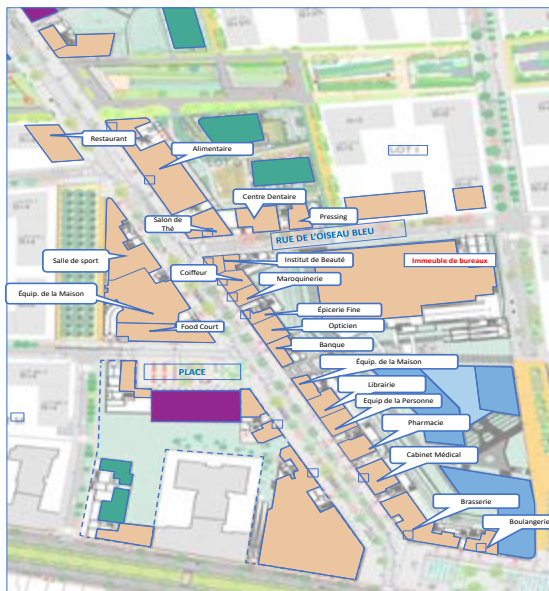 Restaurant
Alimentaire
LOT I
Centre Dentaire
Salon de
Thé
Pressing
RUE DE L'OISEAU BLEU
Salle de sport
Institut de Beauté
Immeuble de bureaux
Coiffeur
Maroquinerie
Équip. de la Maison
Épicerie Fine
Food Court
Opticien
Banque
Équip. de la Maison
PLACE
Librairie
Équip de la Personne
Pharmacie
Cabinet Médical
Brasserie
Boulangerie